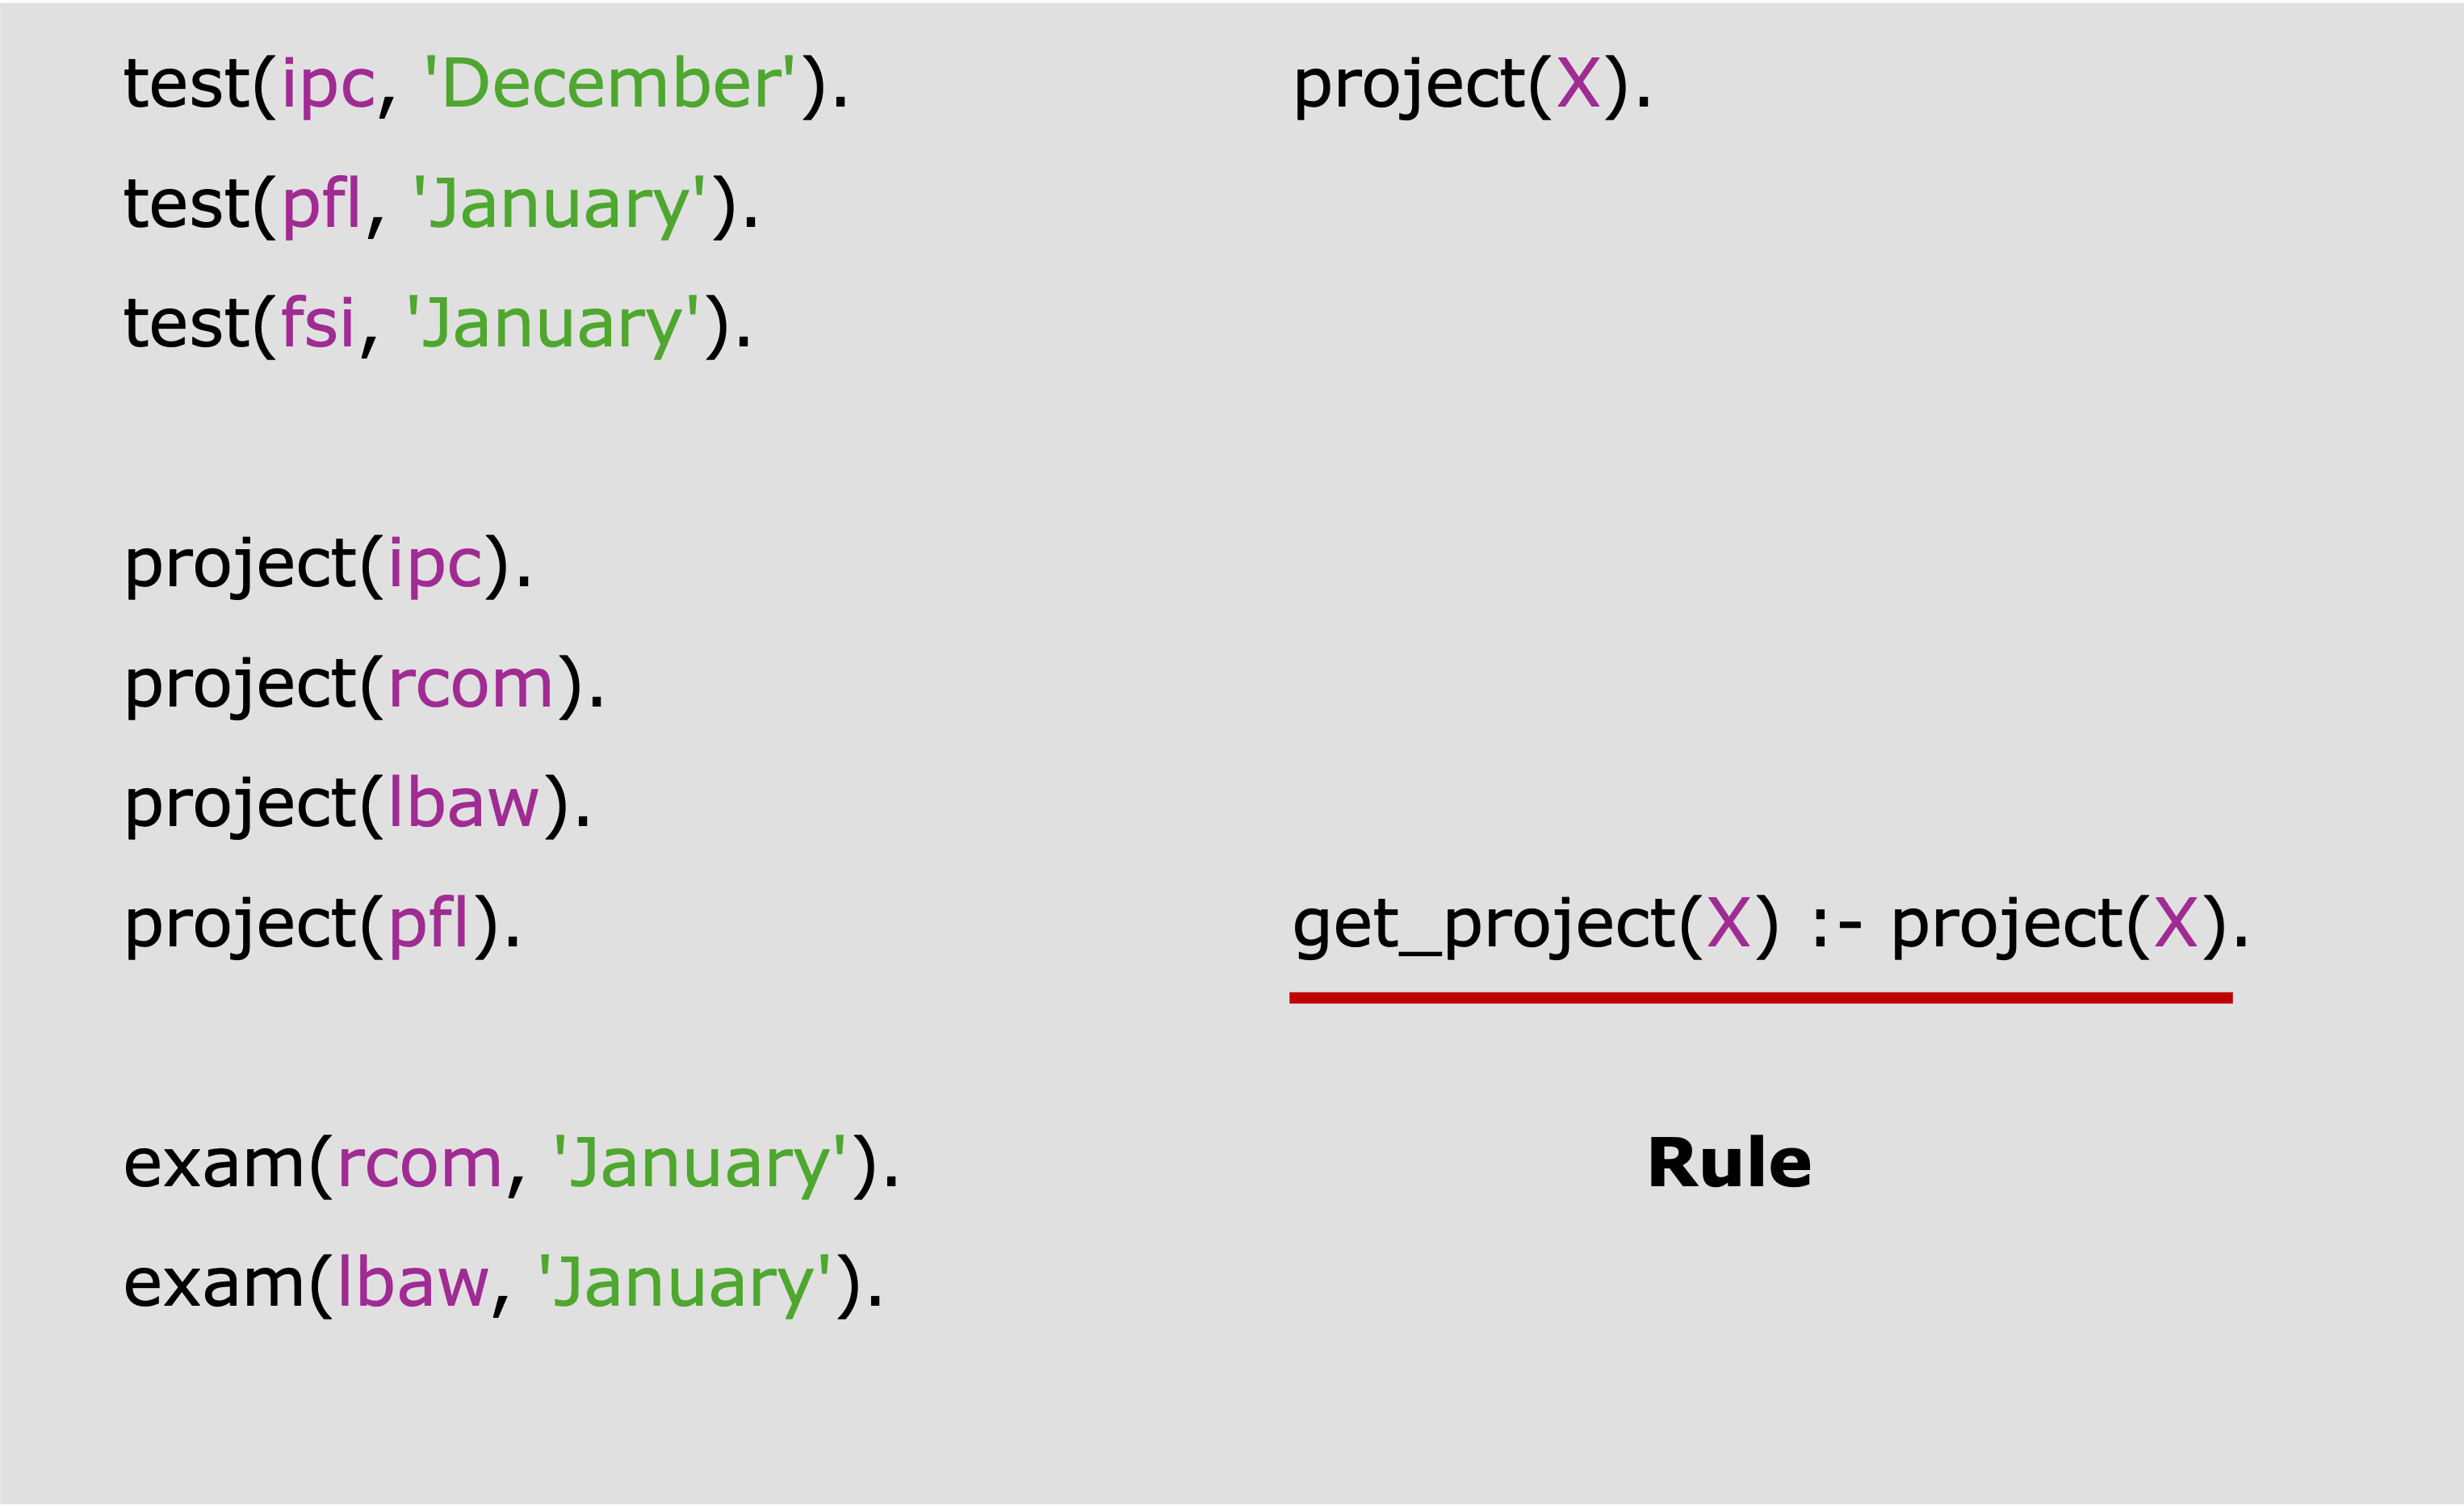 test(ipc, 'December').
test(pfl, 'January').
test(fsi, 'January').
project(ipc).
project(rcom).
project(lbaw).
project(pfl).
exam(rcom, 'January').
exam(lbaw, 'January').
project(X).
get_project(X) :- project(X).
Rule